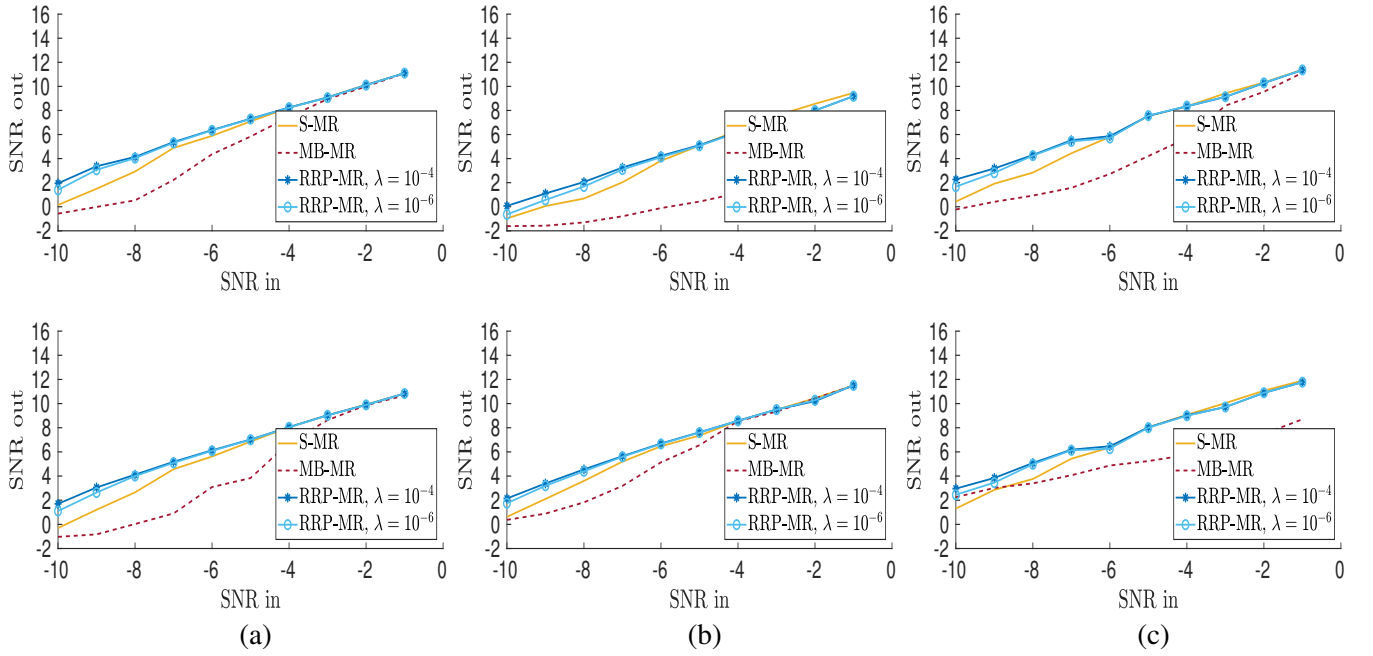 16
14
12
10
8
6
4
2
0
-2
SNR out
-10 -8 -6 -4 -2 0
SNR in
S-MR
MB-MR
RRP-MR, λ = 10⁻⁴
RRP-MR, λ = 10⁻⁶
16
14
12
10
8
6
4
2
0
-2
SNR out
-10 -8 -6 -4 -2 0
SNR in
S-MR
MB-MR
RRP-MR, λ = 10⁻⁴
RRP-MR, λ = 10⁻⁶
16
14
12
10
8
6
4
2
0
-2
SNR out
-10 -8 -6 -4 -2 0
SNR in
S-MR
MB-MR
RRP-MR, λ = 10⁻⁴
RRP-MR, λ = 10⁻⁶
16
14
12
10
8
6
4
2
0
-2
SNR out
-10 -8 -6 -4 -2 0
SNR in
S-MR
MB-MR
RRP-MR, λ = 10⁻⁴
RRP-MR, λ = 10⁻⁶
16
14
12
10
8
6
4
2
0
-2
SNR out
-10 -8 -6 -4 -2 0
SNR in
S-MR
MB-MR
RRP-MR, λ = 10⁻⁴
RRP-MR, λ = 10⁻⁶
16
14
12
10
8
6
4
2
0
-2
SNR out
-10 -8 -6 -4 -2 0
SNR in
S-MR
MB-MR
RRP-MR, λ = 10⁻⁴
RRP-MR, λ = 10⁻⁶
(a) (b) (c)